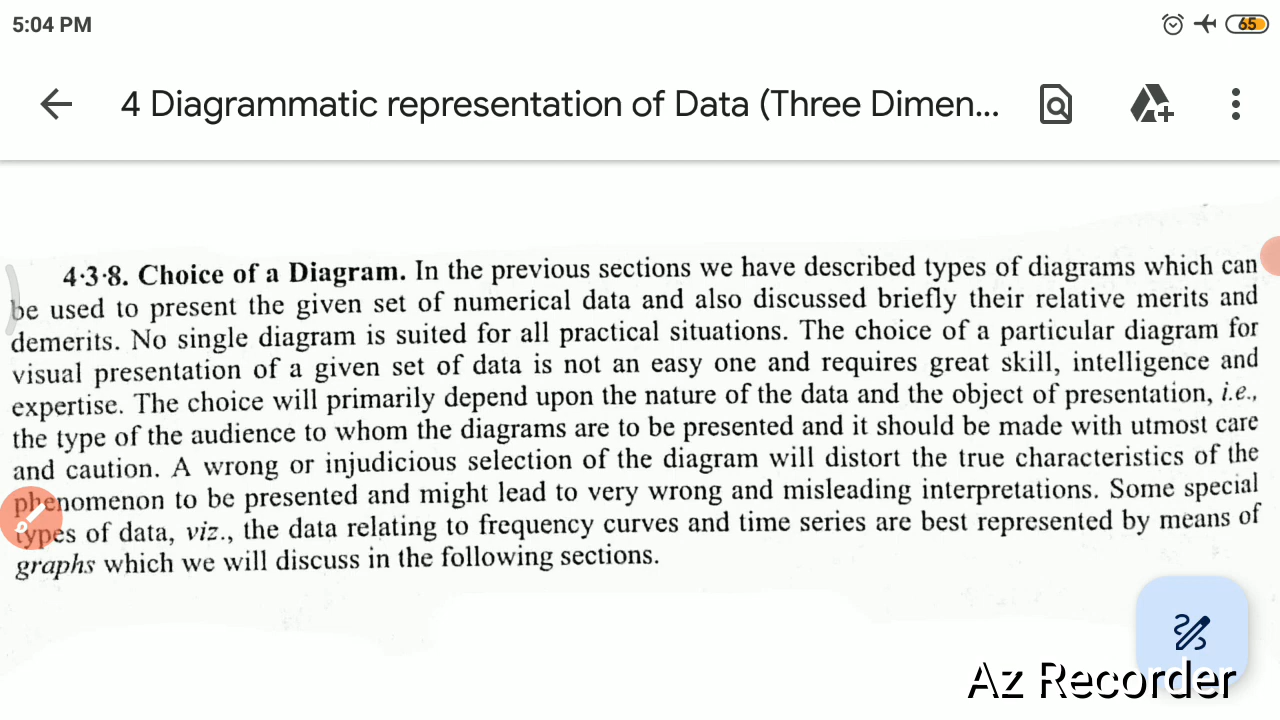 5:04 PM
65
4 Diagrammatic representation of Data (Three Dimen...
4·3·8. Choice of a Diagram. In the previous sections we have described types of diagrams which can
be used to present the given set of numerical data and also discussed briefly their relative merits and
demerits. No single diagram is suited for all practical situations. The choice of a particular diagram for
visual presentation of a given set of data is not an easy one and requires great skill, intelligence and
expertise. The choice will primarily depend upon the nature of the data and the object of presentation, i.e.,
the type of the audience to whom the diagrams are to be presented and it should be made with utmost care
and caution. A wrong or injudicious selection of the diagram will distort the true characteristics of the
phenomenon to be presented and might lead to very wrong and misleading interpretations. Some special
types of data, viz., the data relating to frequency curves and time series are best represented by means of
graphs which we will discuss in the following sections.
Az Recorder